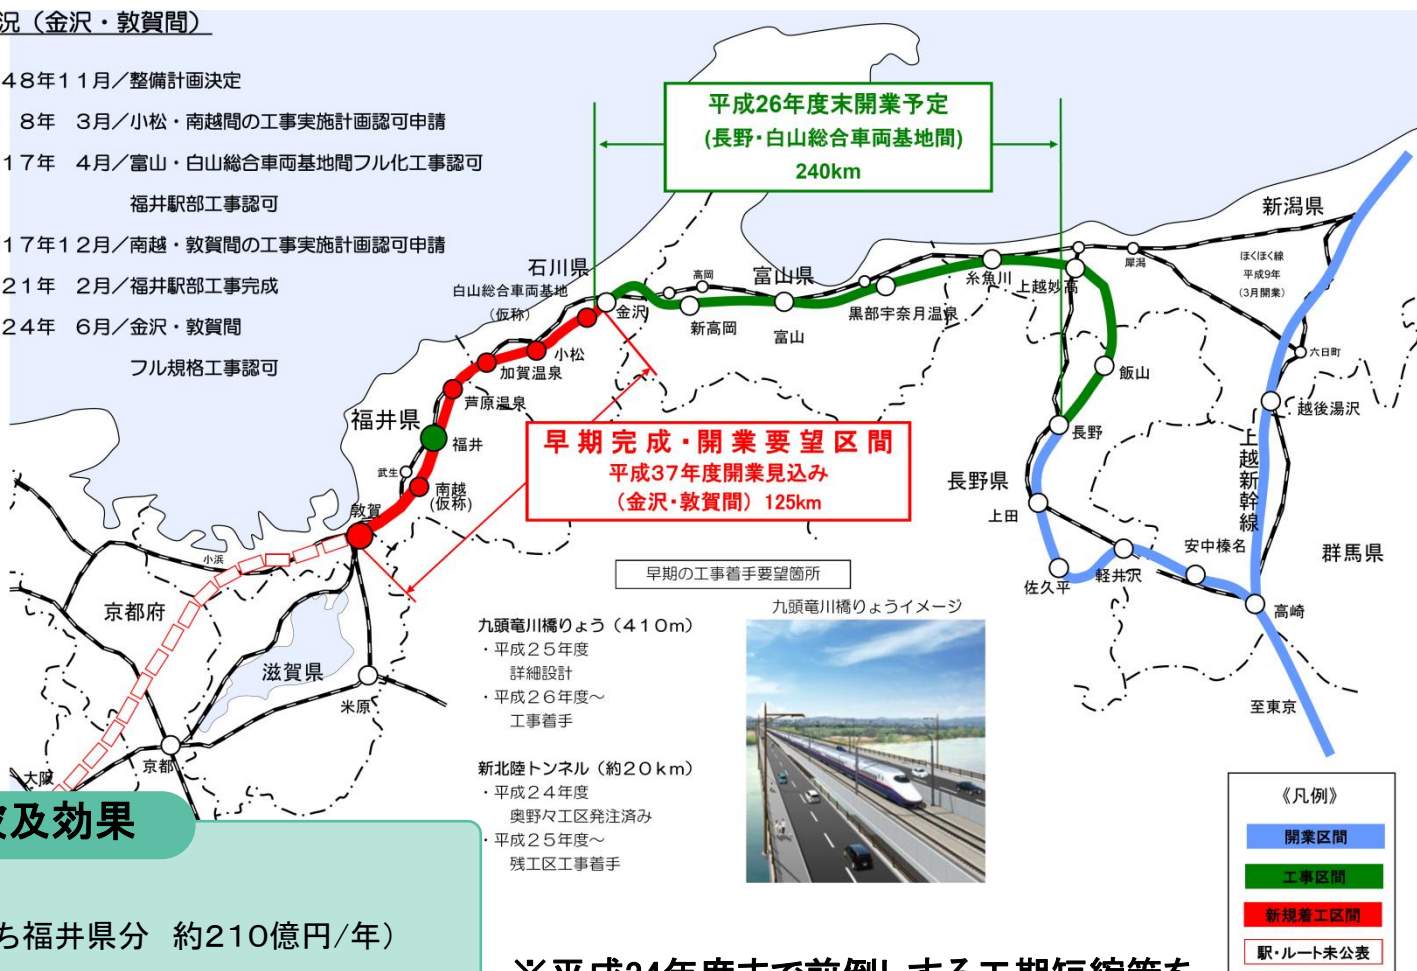 況（金沢・敦賀間）
48年11月／整備計画決定
8年　3月／小松・南越間の工事実施計画認可申請
17年　4月／富山・白山総合車両基地間フル化工事認可
福井駅部工事認可
17年12月／南越・敦賀間の工事実施計画認可申請
21年　2月／福井駅部工事完成
24年　6月／金沢・敦賀間
フル規格工事認可
平成26年度末開業予定
(長野・白山総合車両基地間)
240km
新潟県
ほくほく線
平成9年
(3月開業)
犀潟
石川県
白山総合車両基地
(仮称)
高岡
富山県
糸魚川
上越妙高
金沢
新高岡
富山
黒部宇奈月温泉
六日町
小松
加賀温泉
飯山
芦原温泉
越後湯沢
福井県
福井
長野
上越新幹線
早期完成・開業要望区間
平成37年度開業見込み
(金沢・敦賀間) 125km
武生
南越
(仮称)
敦賀
長野県
上田
安中榛名
群馬県
小浜
早期の工事着手要望箇所
佐久平
軽井沢
高崎
京都府
九頭竜川橋りょうイメージ
九頭竜川橋りょう（410m）
・平成25年度
詳細設計
・平成26年度～
工事着手
滋賀県
米原
至東京
京都
大阪
新北陸トンネル（約20km）
・平成24年度
奥野々工区発注済み
・平成25年度～
残工区工事着手
《凡例》
開業区間
工事区間
新規着工区間
駅・ルート未公表
及効果
ち福井県分　約210億円/年）
※平成34年度まで前倒しする工期短縮策を